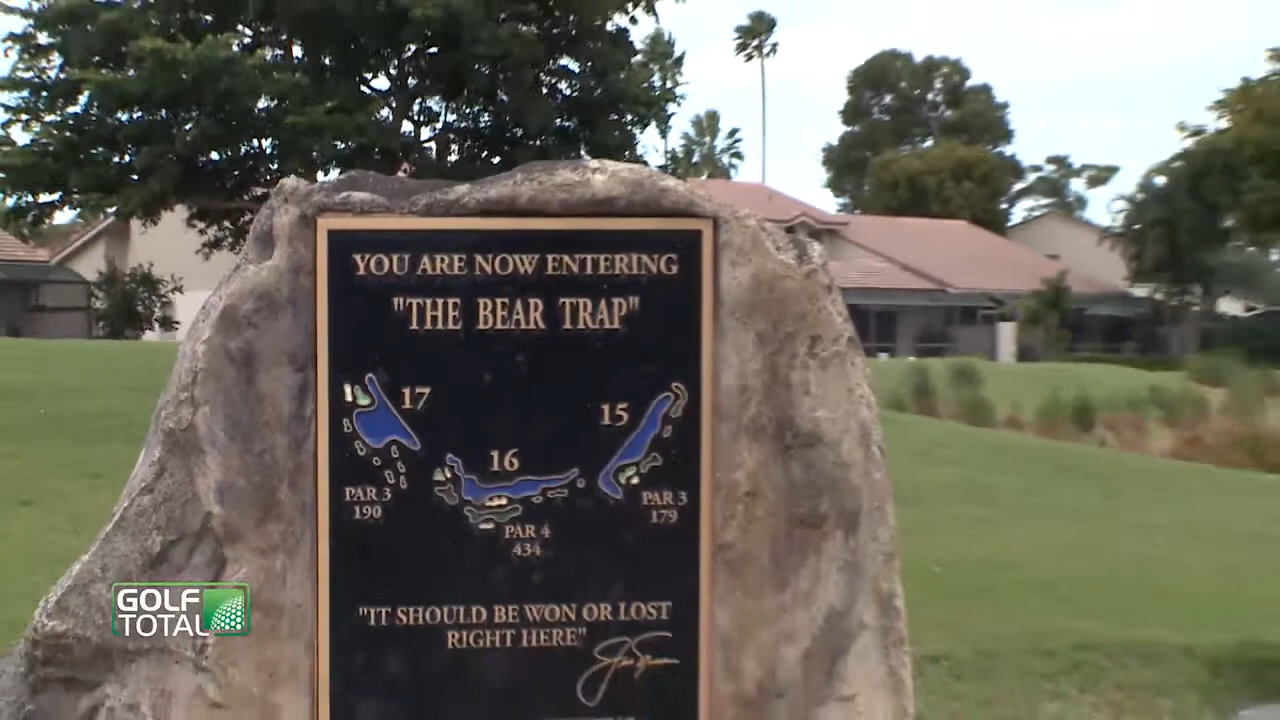 YOU ARE NOW ENTERING
"THE BEAR TRAP"
17
15
16
PAR 3
190
PAR 3
179
PAR 4
434
"IT SHOULD BE WON OR LOST
RIGHT HERE"
GOLF
TOTAL